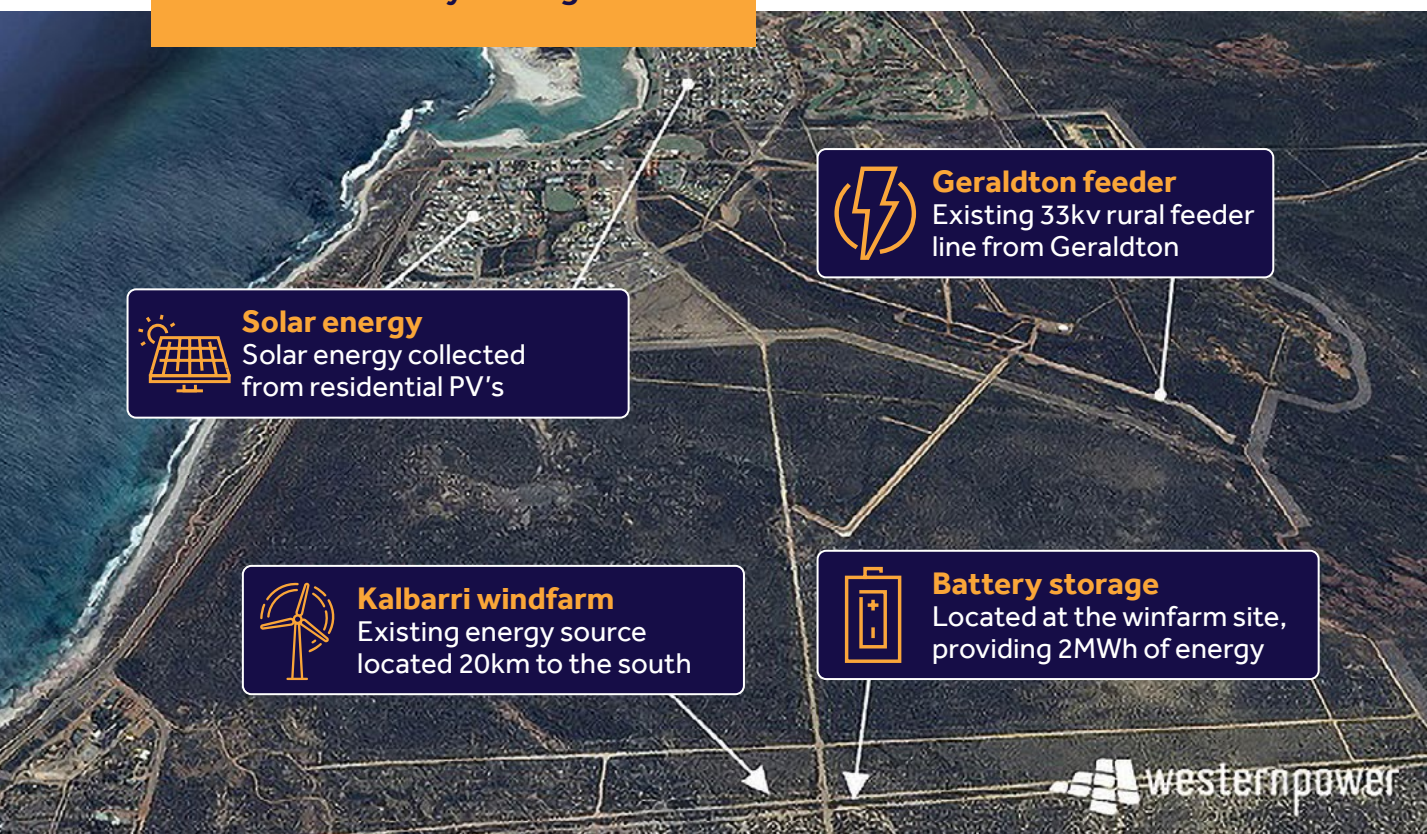 Geraldton feeder
Existing 33kv rural feeder
line from Geraldton
Solar energy
Solar energy collected
from residential PV's
Kalbarri windfarm
Existing energy source
located 20km to the south
Battery storage
Located at the winfarm site,
providing 2MWh of energy
westernpower